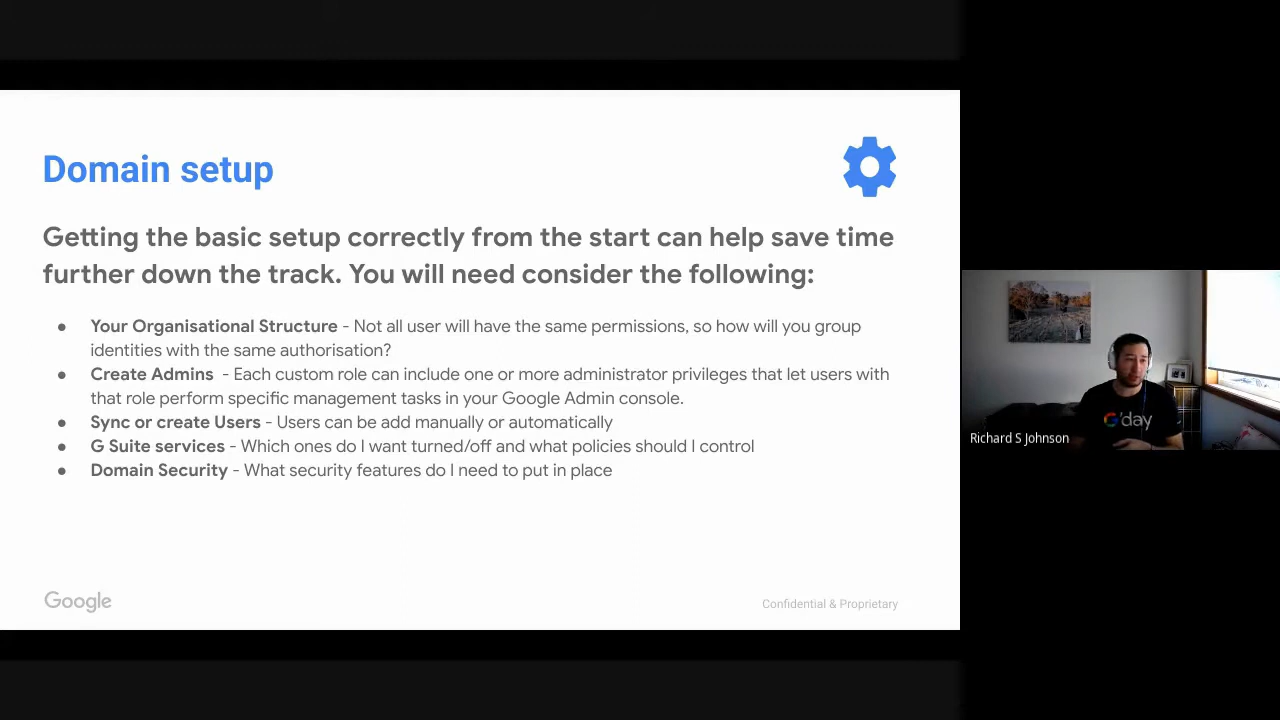 Domain setup
Getting the basic setup correctly from the start can help save time
further down the track. You will need consider the following:
● Your Organisational Structure - Not all user will have the same permissions, so how will you group
identities with the same authorisation?
● Create Admins - Each custom role can include one or more administrator privileges that let users with
that role perform specific management tasks in your Google Admin console.
● Sync or create Users - Users can be add manually or automatically
● G Suite services - Which ones do I want turned/off and what policies should I control
● Domain Security - What security features do I need to put in place
Google
Confidential & Proprietary
G'day
Richard S Johnson